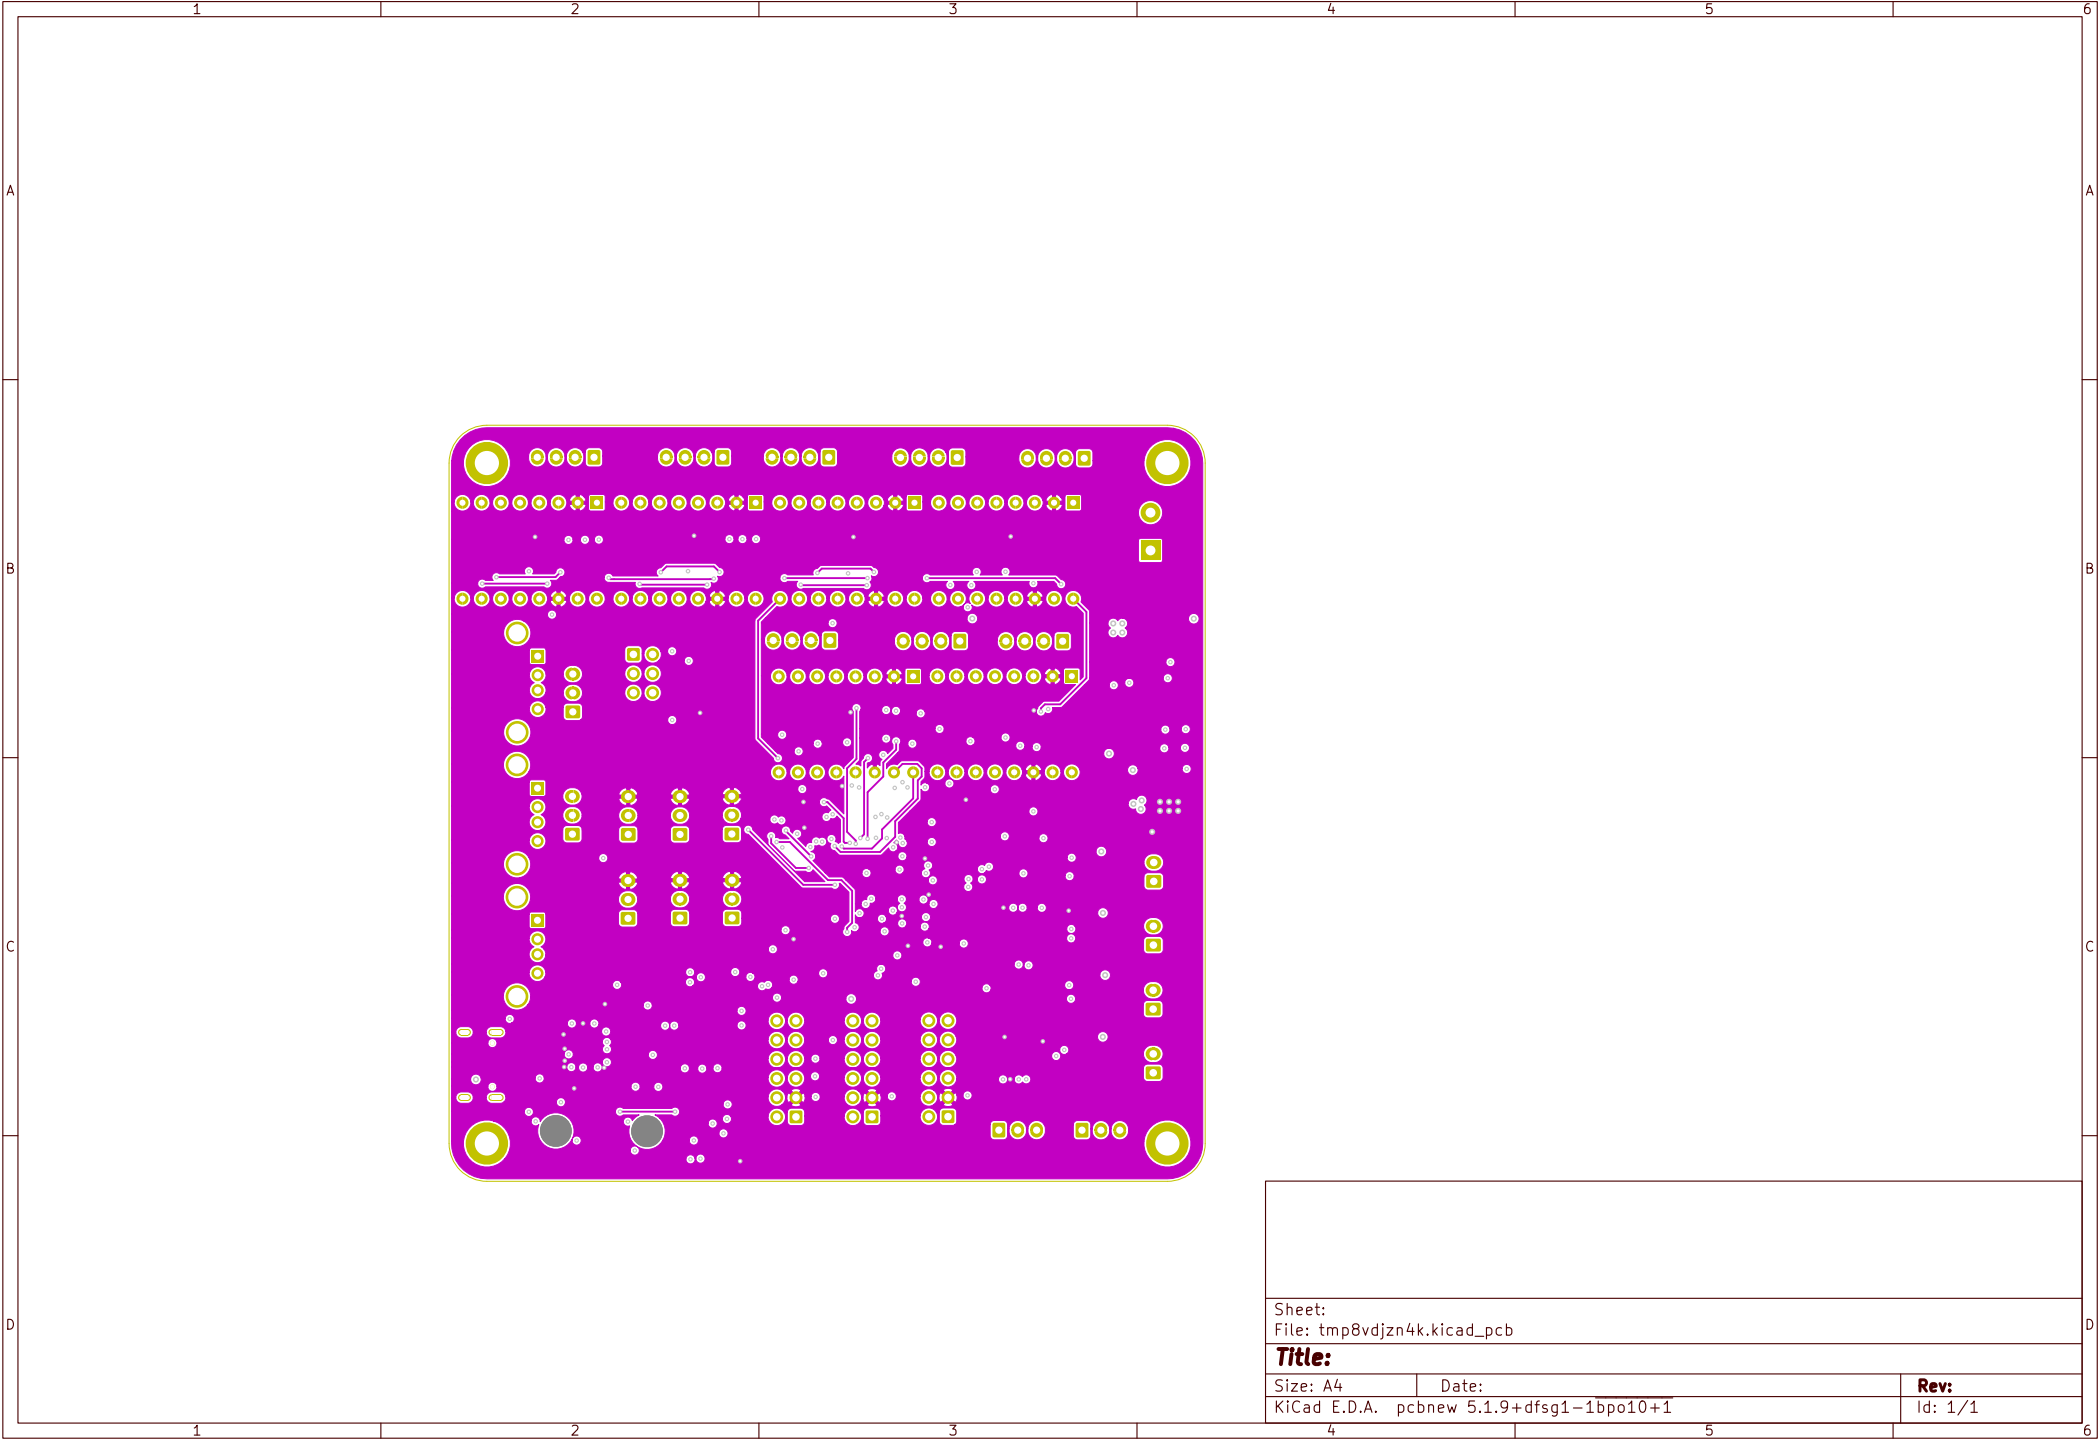 1 2 3 4 5 6
A A
B B
C C
D D
Sheet:
File: tmp8vdjzn4k.kicad_pcb
Title:
Size: A4 Date: Rev:
KiCad E.D.A. pcbnew 5.1.9+dfsg1-1bpo10+1 Id: 1/1
1 2 3 4 5 6